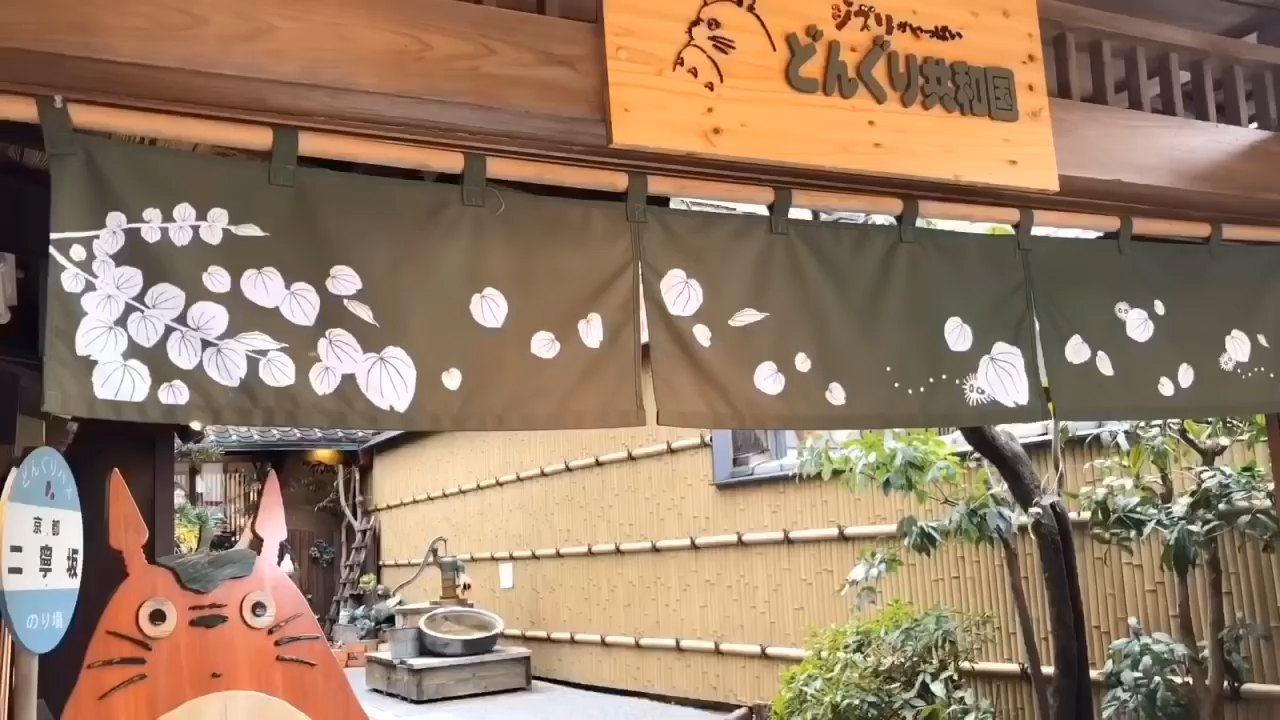 ジブリがいっぱい
どんぐり共和国
どんぐりバス
京都
二寧坂
のり場